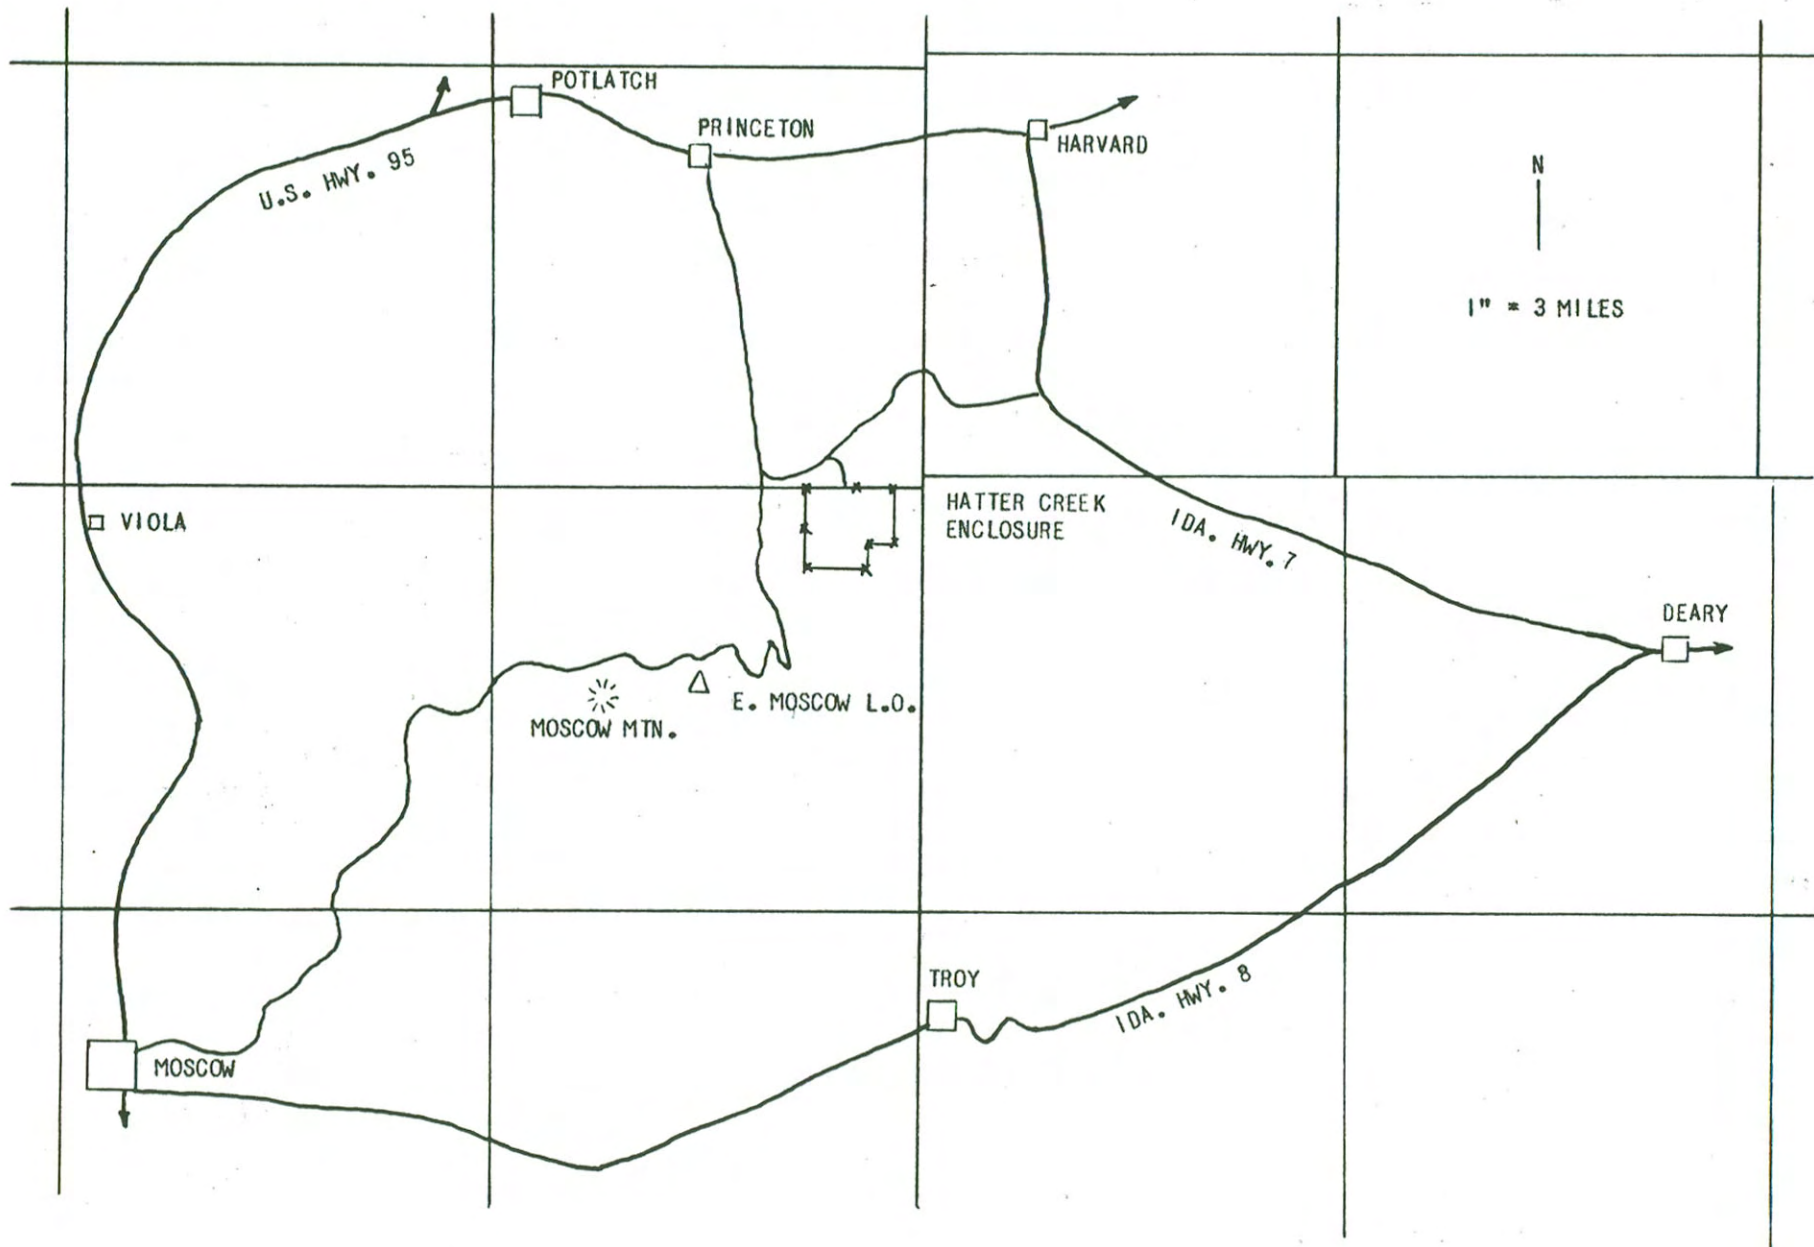 POTLATCH
PRINCETON
HARVARD
U.S. HWY. 95
N
1" = 3 MILES
VIOLA
HATTER CREEK
ENCLOSURE
IDA. HWY. 7
DEARY
E. MOSCOW L.O.
MOSCOW MTN.
TROY
IDA. HWY. 8
MOSCOW